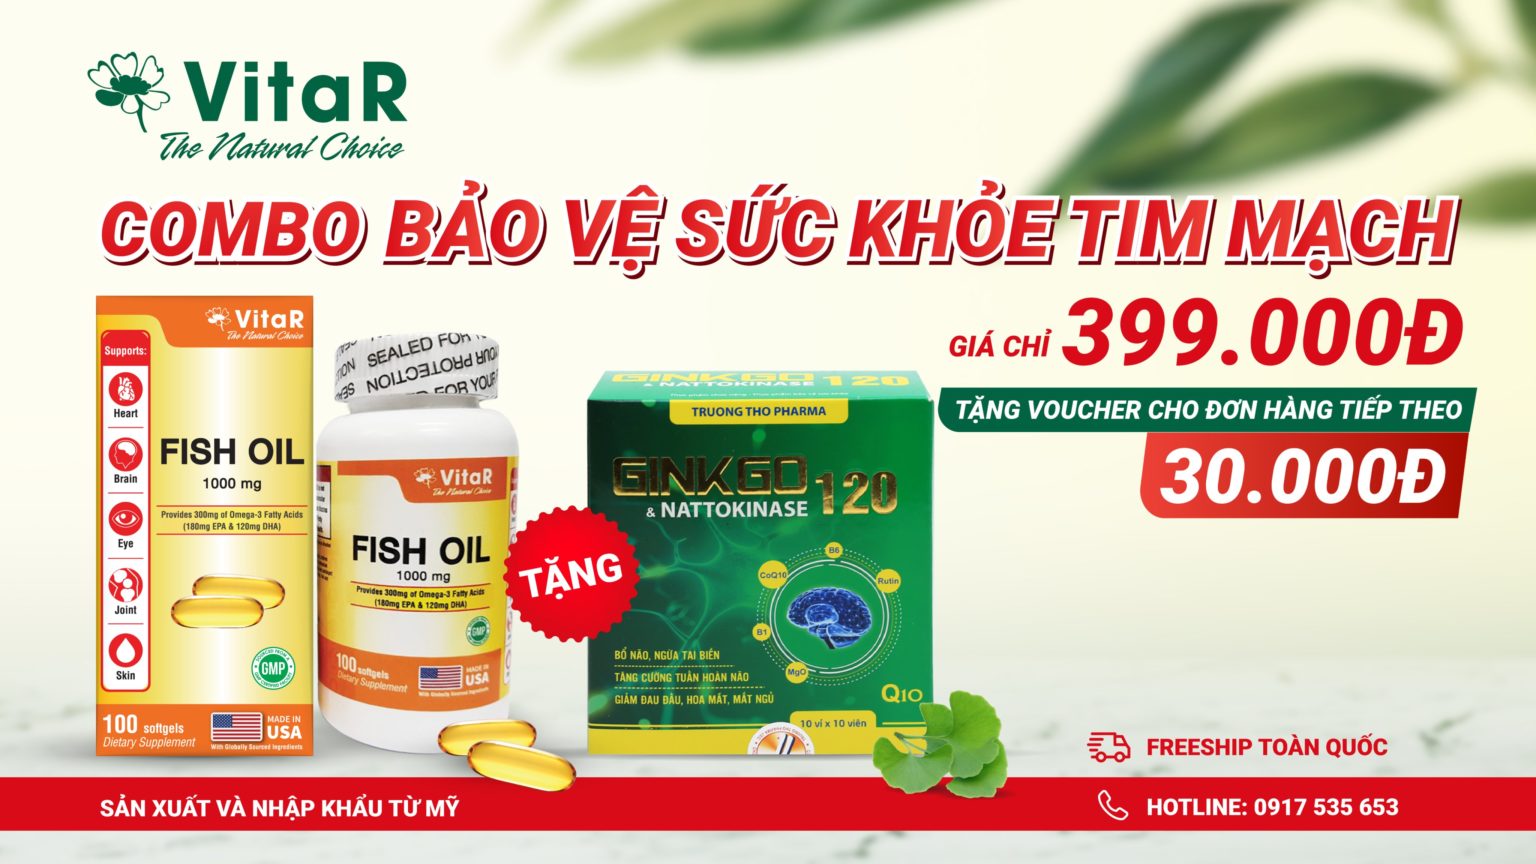 VitaR
The Natural Choice
COMBO BẢO VỆ SỨC KHỎE TIM MẠCH
GIÁ CHỈ 399.000Đ
TẶNG VOUCHER CHO ĐƠN HÀNG TIẾP THEO
30.000Đ
VitaR
The Natural Choice
Supports:
Heart
Brain
Eye
Joint
Skin
FISH OIL
1000 mg
Provides 300mg of Omega-3 Fatty Acids
(180mg EPA & 120mg DHA)
GMP
100 softgels
Dietary Supplement
MADE IN
USA
With Globally Sourced Ingredients
SEALED FOR
YOUR PROTECTION
SEALED FOR YOUR
VitaR
The Natural Choice
FISH OIL
1000 mg
Provides 300mg of Omega-3 Fatty Acids
(180mg EPA & 120mg DHA)
GMP
100 softgels
Dietary Supplement
MADE IN
USA
With Globally Sourced Ingredients
TẶNG
GINKGO 120
& NATTOKINASE
TRUONG THO PHARMA
GINKGO 120
& NATTOKINASE
B6
CoQ10
Rutin
B1
MgO
BỔ NÃO, NGỪA TAI BIẾN
TĂNG CƯỜNG TUẦN HOÀN NÃO
GIẢM ĐAU ĐẦU, HOA MẮT, MẤT NGỦ
Q10
10 vỉ x 10 viên
FREESHIP TOÀN QUỐC
SẢN XUẤT VÀ NHẬP KHẨU TỪ MỸ
HOTLINE: 0917 535 653